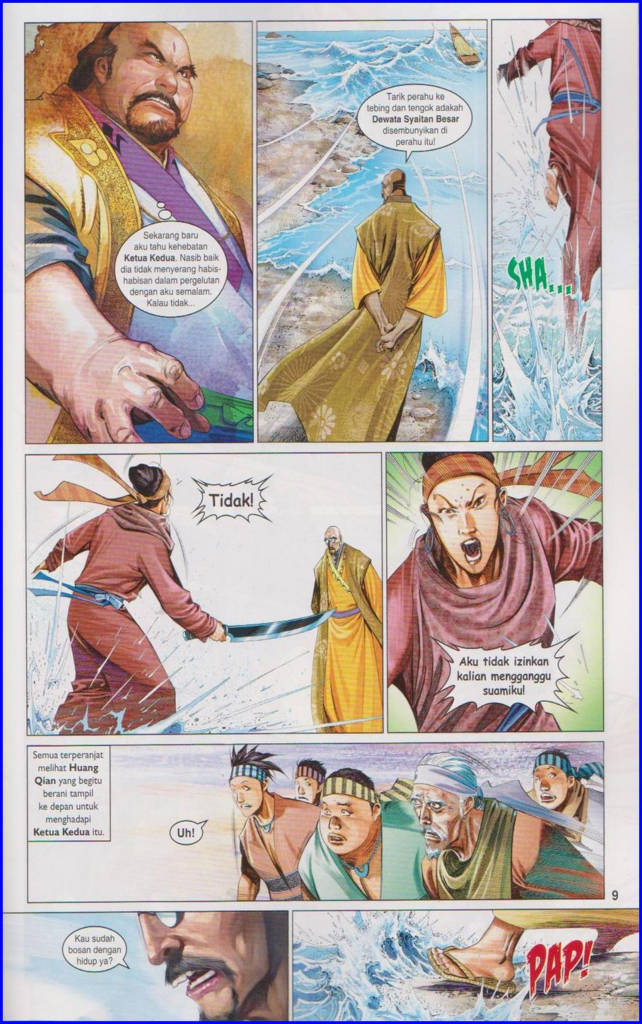 Sekarang baru
aku tahu kehebatan
Ketua Kedua. Nasib baik
dia tidak menyerang habis-
habisan dalam pergelutan
dengan aku semalam.
Kalau tidak...
Tarik perahu ke
tebing dan tengok adakah
Dewata Syaitan Besar
disembunyikan di
perahu itu!
SHA...
Tidak!
Aku tidak izinkan
kalian mengganggu
suamiku!
Semua terperanjat
melihat Huang
Qian yang begitu
berani tampil
ke depan untuk
menghadapi
Ketua Kedua itu.
Uh!
9
Kau sudah
bosan dengan
hidup ya?
PAP!